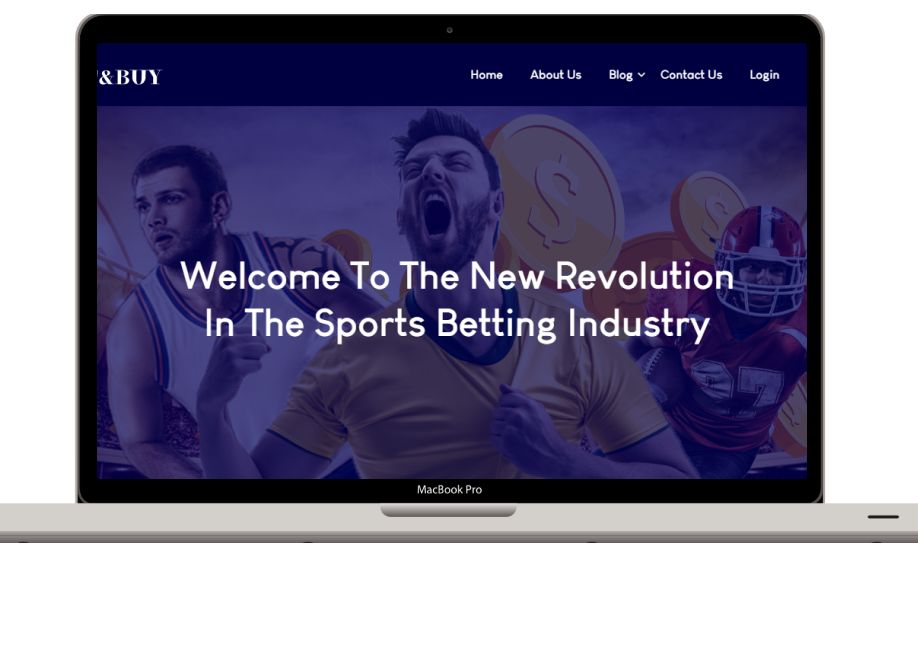 &BUY
Home About Us Blog Contact Us Login
Welcome To The New Revolution
In The Sports Betting Industry
97
MacBook Pro